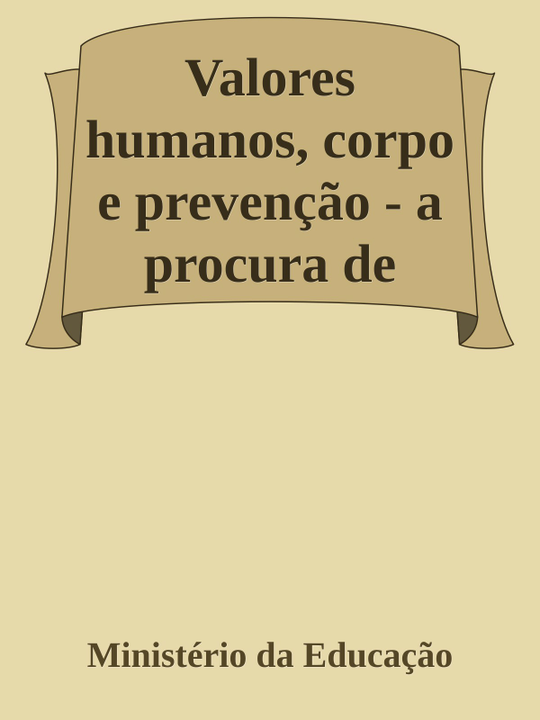 Valores
humanos, corpo
e prevenção - a
procura de
Ministério da Educação